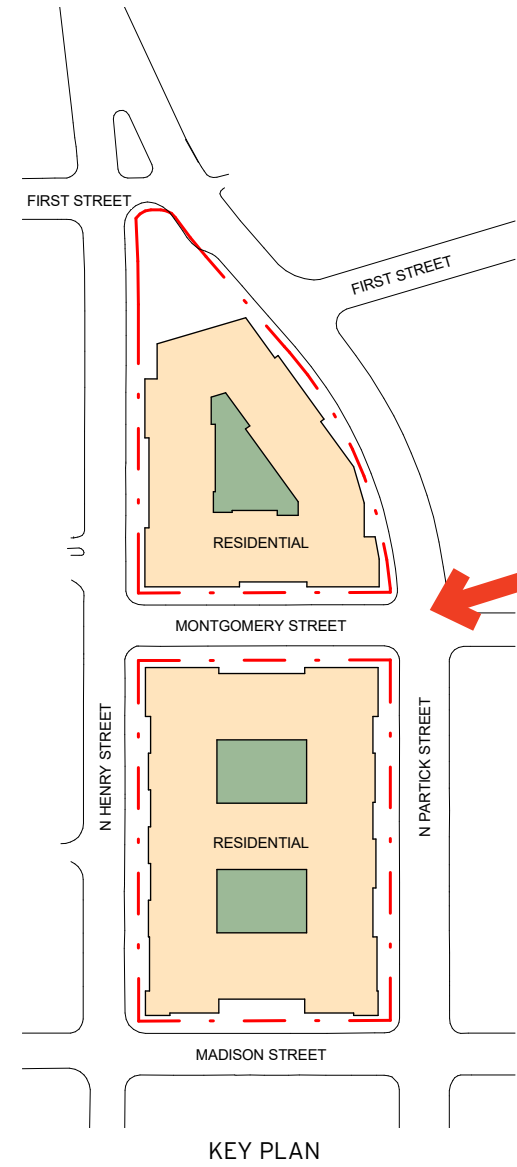 FIRST STREET
FIRST STREET
RESIDENTIAL
MONTGOMERY STREET
N HENRY STREET
N PARTICK STREET
RESIDENTIAL
MADISON STREET
KEY PLAN